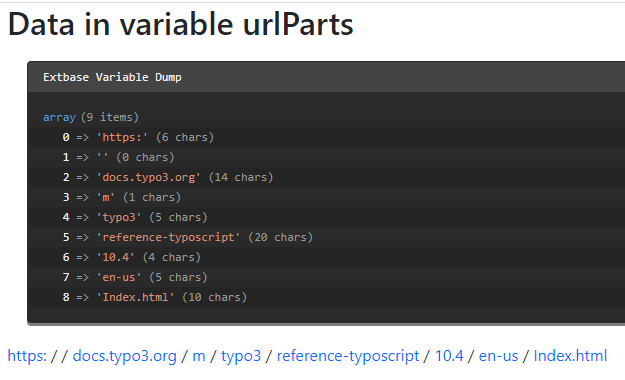 Data in variable urlParts
Extbase Variable Dump
array (9 items)
0 => 'https:' (6 chars)
1 => '' (0 chars)
2 => 'docs.typo3.org' (14 chars)
3 => 'm' (1 chars)
4 => 'typo3' (5 chars)
5 => 'reference-typoscript' (20 chars)
6 => '10.4' (4 chars)
7 => 'en-us' (5 chars)
8 => 'Index.html' (10 chars)
https: / / docs.typo3.org / m / typo3 / reference-typoscript / 10.4 / en-us / Index.html